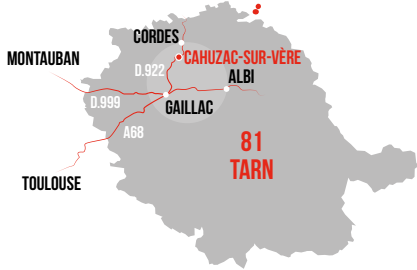 CORDES
MONTAUBAN
CAHUZAC-SUR-VÈRE
D.922
ALBI
D.999
GAILLAC
A68
81
TARN
TOULOUSE